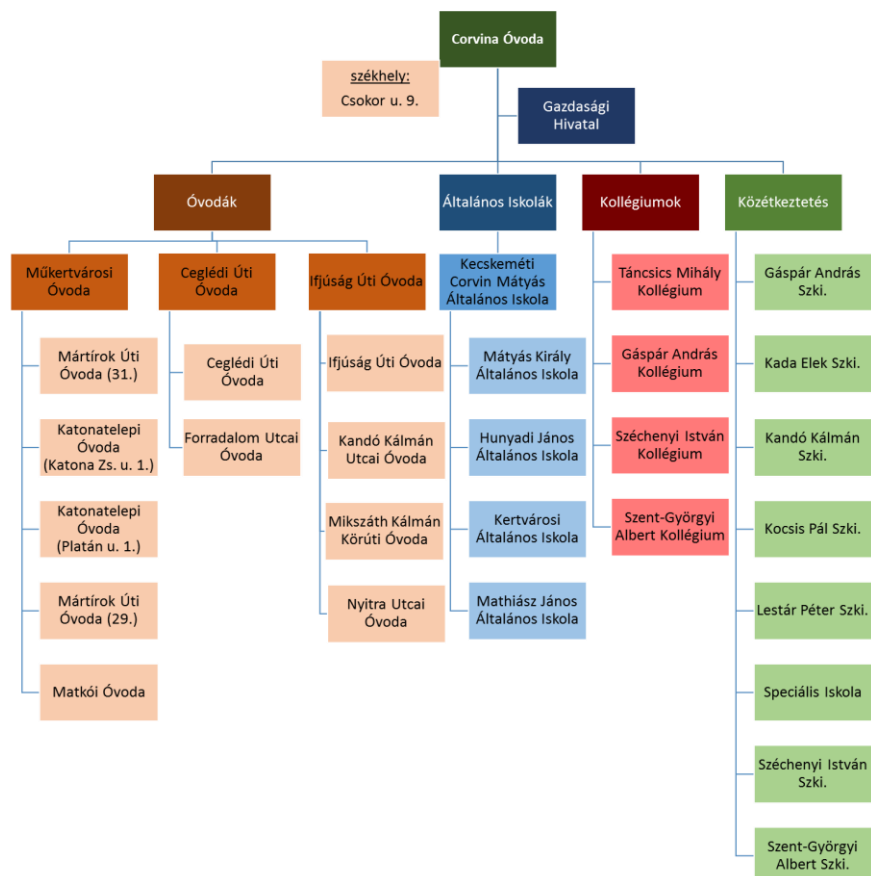 Corvina Óvoda
székhely:
Csokor u. 9.
Gazdasági
Hivatal
Óvodák
Általános Iskolák
Kollégiumok
Közétkeztetés
Műkertvárosi
Óvoda
Ceglédi Úti
Óvoda
Ifjúság Úti Óvoda
Kecskeméti
Corvin Mátyás
Általános Iskola
Táncsics Mihály
Kollégium
Gáspár András
Szki.
Mártírok Úti
Óvoda (31.)
Ceglédi Úti
Óvoda
Ifjúság Úti Óvoda
Mátyás Király
Általános Iskola
Gáspár András
Kollégium
Kada Elek Szki.
Katonatelepi
Óvoda
(Katona Zs. u. 1.)
Forradalom Utcai
Óvoda
Kandó Kálmán
Utcai Óvoda
Hunyadi János
Általános Iskola
Széchenyi István
Kollégium
Kandó Kálmán
Szki.
Katonatelepi
Óvoda
(Platán u. 1.)
Mikszáth Kálmán
Körúti Óvoda
Kertvárosi
Általános Iskola
Szent-Györgyi
Albert Kollégium
Kocsis Pál Szki.
Mártírok Úti
Óvoda (29.)
Nyitra Utcai
Óvoda
Mathiász János
Általános Iskola
Lestár Péter Szki.
Matkói Óvoda
Speciális Iskola
Széchenyi István
Szki.
Szent-Györgyi
Albert Szki.